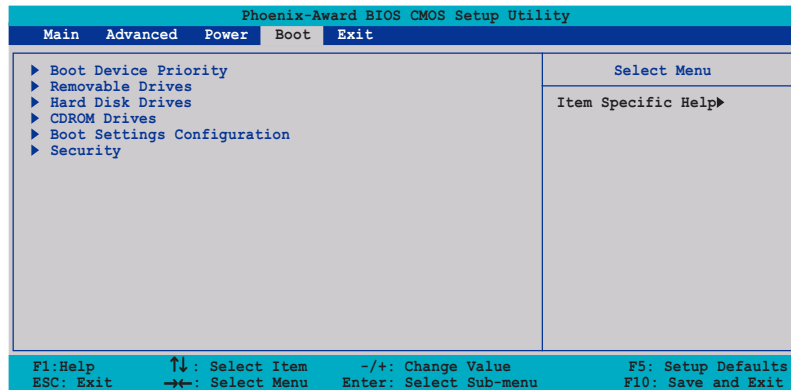 Phoenix-Award BIOS CMOS Setup Utility
Main Advanced Power Boot Exit
Boot Device Priority
Removable Drives
Hard Disk Drives
CDROM Drives
Boot Settings Configuration
Security
Select Menu
Item Specific Help
F1:Help ↑↓: Select Item -/+: Change Value F5: Setup Defaults
ESC: Exit →←: Select Menu Enter: Select Sub-menu F10: Save and Exit